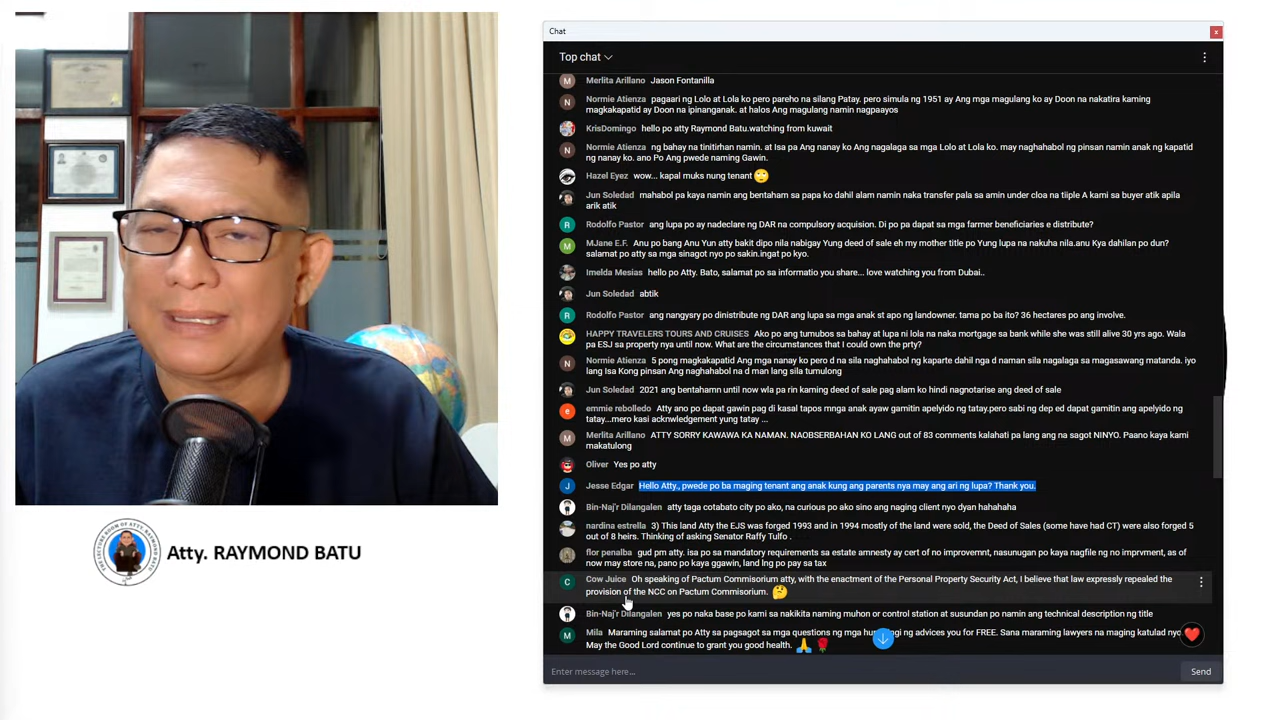 Chat
x
Top chat
Merlita Arillano Jason Fontanilla
N Normie Atienza pagaari ng Lolo at Lola ko pero pareho na silang Patay. pero simula ng 1951 ay Ang mga magulang ko ay Doon na nakatira kaming
magkakapatid ay Doon na ipinanganak. at halos Ang magulang namin nagpaayos
KrisDomingo hello po atty Raymond Batu.watching from kuwait
N Normie Atienza ng bahay na tinitirhan namin. at Isa pa Ang nanay ko Ang nagalaga sa mga Lolo at Lola ko. may naghahabol ng pinsan namin anak ng kapatid
ng nanay ko. ano Po Ang pwede naming Gawin.
Hazel Eyez wow... kapal muks nung tenant 🙄
Jun Soledad mahabol pa kaya namin ang bentaham sa papa ko dahil alam namin naka transfer pala sa amin under cloa na tiiple A kami sa buyer atik apila
arik atik
R Rodolfo Pastor ang lupa po ay nadeclare ng DAR na compulsory acquision. Di po pa dapat sa mga farmer beneficiaries e distribute?
M MJane E.F. Anu po bang Anu Yun atty bakit dipo nila nabigay Yung deed of sale eh my mother title po Yung lupa na nakuha nila.anu Kya dahilan po dun?
salamat po atty sa mga sinagot nyo po sakin.ingat po kyo.
Imelda Mesias hello po Atty. Bato, salamat po sa informatio you share... love watching you from Dubai..
Jun Soledad abtik
R Rodolfo Pastor ang nangysry po dinistribute ng DAR ang lupa sa mga anak st apo ng landowner. tama po ba ito? 36 hectares po ang involve.
HAPPY TRAVELERS TOURS AND CRUISES Ako po ang tumubos sa bahay at lupa ni lola na naka mortgage sa bank while she was still alive 30 yrs ago. Wala
pa ESJ sa property nya until now. What are the circumstances that I could own the prty?
N Normie Atienza 5 pong magkakapatid Ang mga nanay ko pero d na sila naghahabol ng kaparte dahil nga d naman sila nagalaga sa magasawang matanda. iyo
lang Isa Kong pinsan Ang naghahabol na d man lang sila tumulong
Jun Soledad 2021 ang bentahamn until now wla pa rin kaming deed of sale pag alam ko hindi nagnotarise ang deed of sale
e emmie rebolledo Atty ano po dapat gawin pag di kasal tapos mnga anak ayaw gamitin apelyido ng tatay.pero sabi ng dep ed dapat gamitin ang apelyido ng
tatay...mero kasi acknwledgement yung tatay ...
M Merlita Arillano ATTY SORRY KAWAWA KA NAMAN. NAOBSERBAHAN KO LANG out of 83 comments kalahati pa lang ang na sagot NINYO. Paano kaya kami
makatulong
Oliver Yes po atty
J Jesse Edgar Hello Atty., pwede po ba maging tenant ang anak kung ang parents nya may ang ari ng lupa? Thank you.
Bin-Naj'r Dilangalen atty taga cotabato city po ako, na curious po ako sino ang naging client nyo dyan hahahaha
nardina estrella 3) This land Atty the EJS was forged 1993 and in 1994 mostly of the land were sold, the Deed of Sales (some have had CT) were also forged 5
out of 8 heirs. Thinking of asking Senator Raffy Tulfo .
flor penalba gud pm atty. isa po sa mandatory requirements sa estate amnesty ay cert of no improvemnt, nasunugan po kami kaya nagfile ng no imprvment, as of
now may store na, pano po kaya ggawin, land lng po pay sa tax
C Cow Juice Oh speaking of Pactum Commisorium atty, with the enactment of the Personal Property Security Act, I believe that law expressly repealed the
provision of the NCC on Pactum Commisorium. 🤔
Bin-Naj'r Dilangalen yes po naka base po kami sa nakikita naming muhon or control station at susundan po namin ang technical description ng title
M Mila Maraming salamat po Atty sa pagsagot sa mga questions ng mga ng advices you for FREE. Sana maraming lawyers na maging katulad
May the Good Lord continue to grant you good health. 🙏🌹
Enter message here...
Send
Atty. RAYMOND BATU